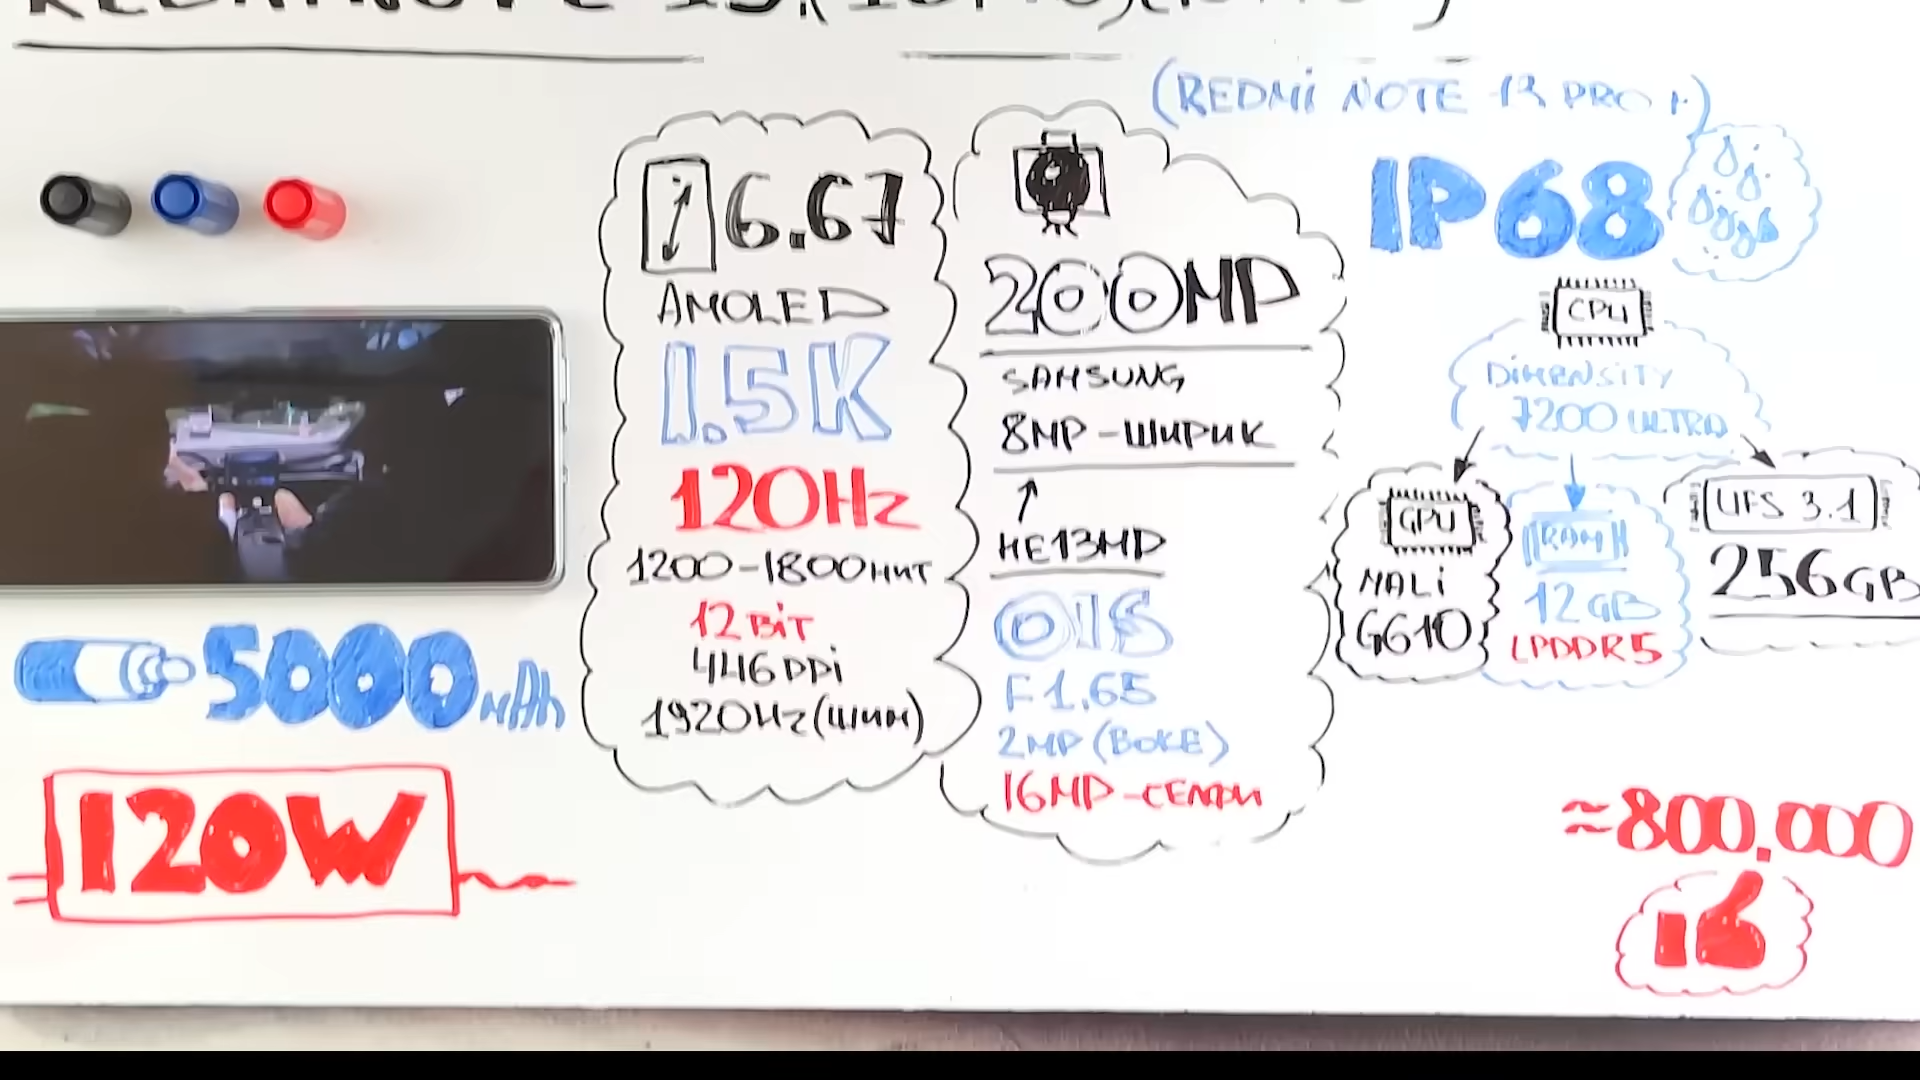 (REDMI NOTE 13 PRO+)
6.67
AMOLED
1.5K
120Hz
1200-1800НИТ
12BIT
446PPI
1920Hz(ШИМ)
200MP
SAMSUNG
8MP-ШИРИК
НЕ13MP
OIS
F1.65
2MP(BOKE)
16MP-СЕЛФИ
IP68
CPU
DIMENSITY
7200 ULTRA
GPU
MALI
G610
RAM
12GB
LPDDR5
UFS 3.1
256GB
5000mAh
120W
≈800.000